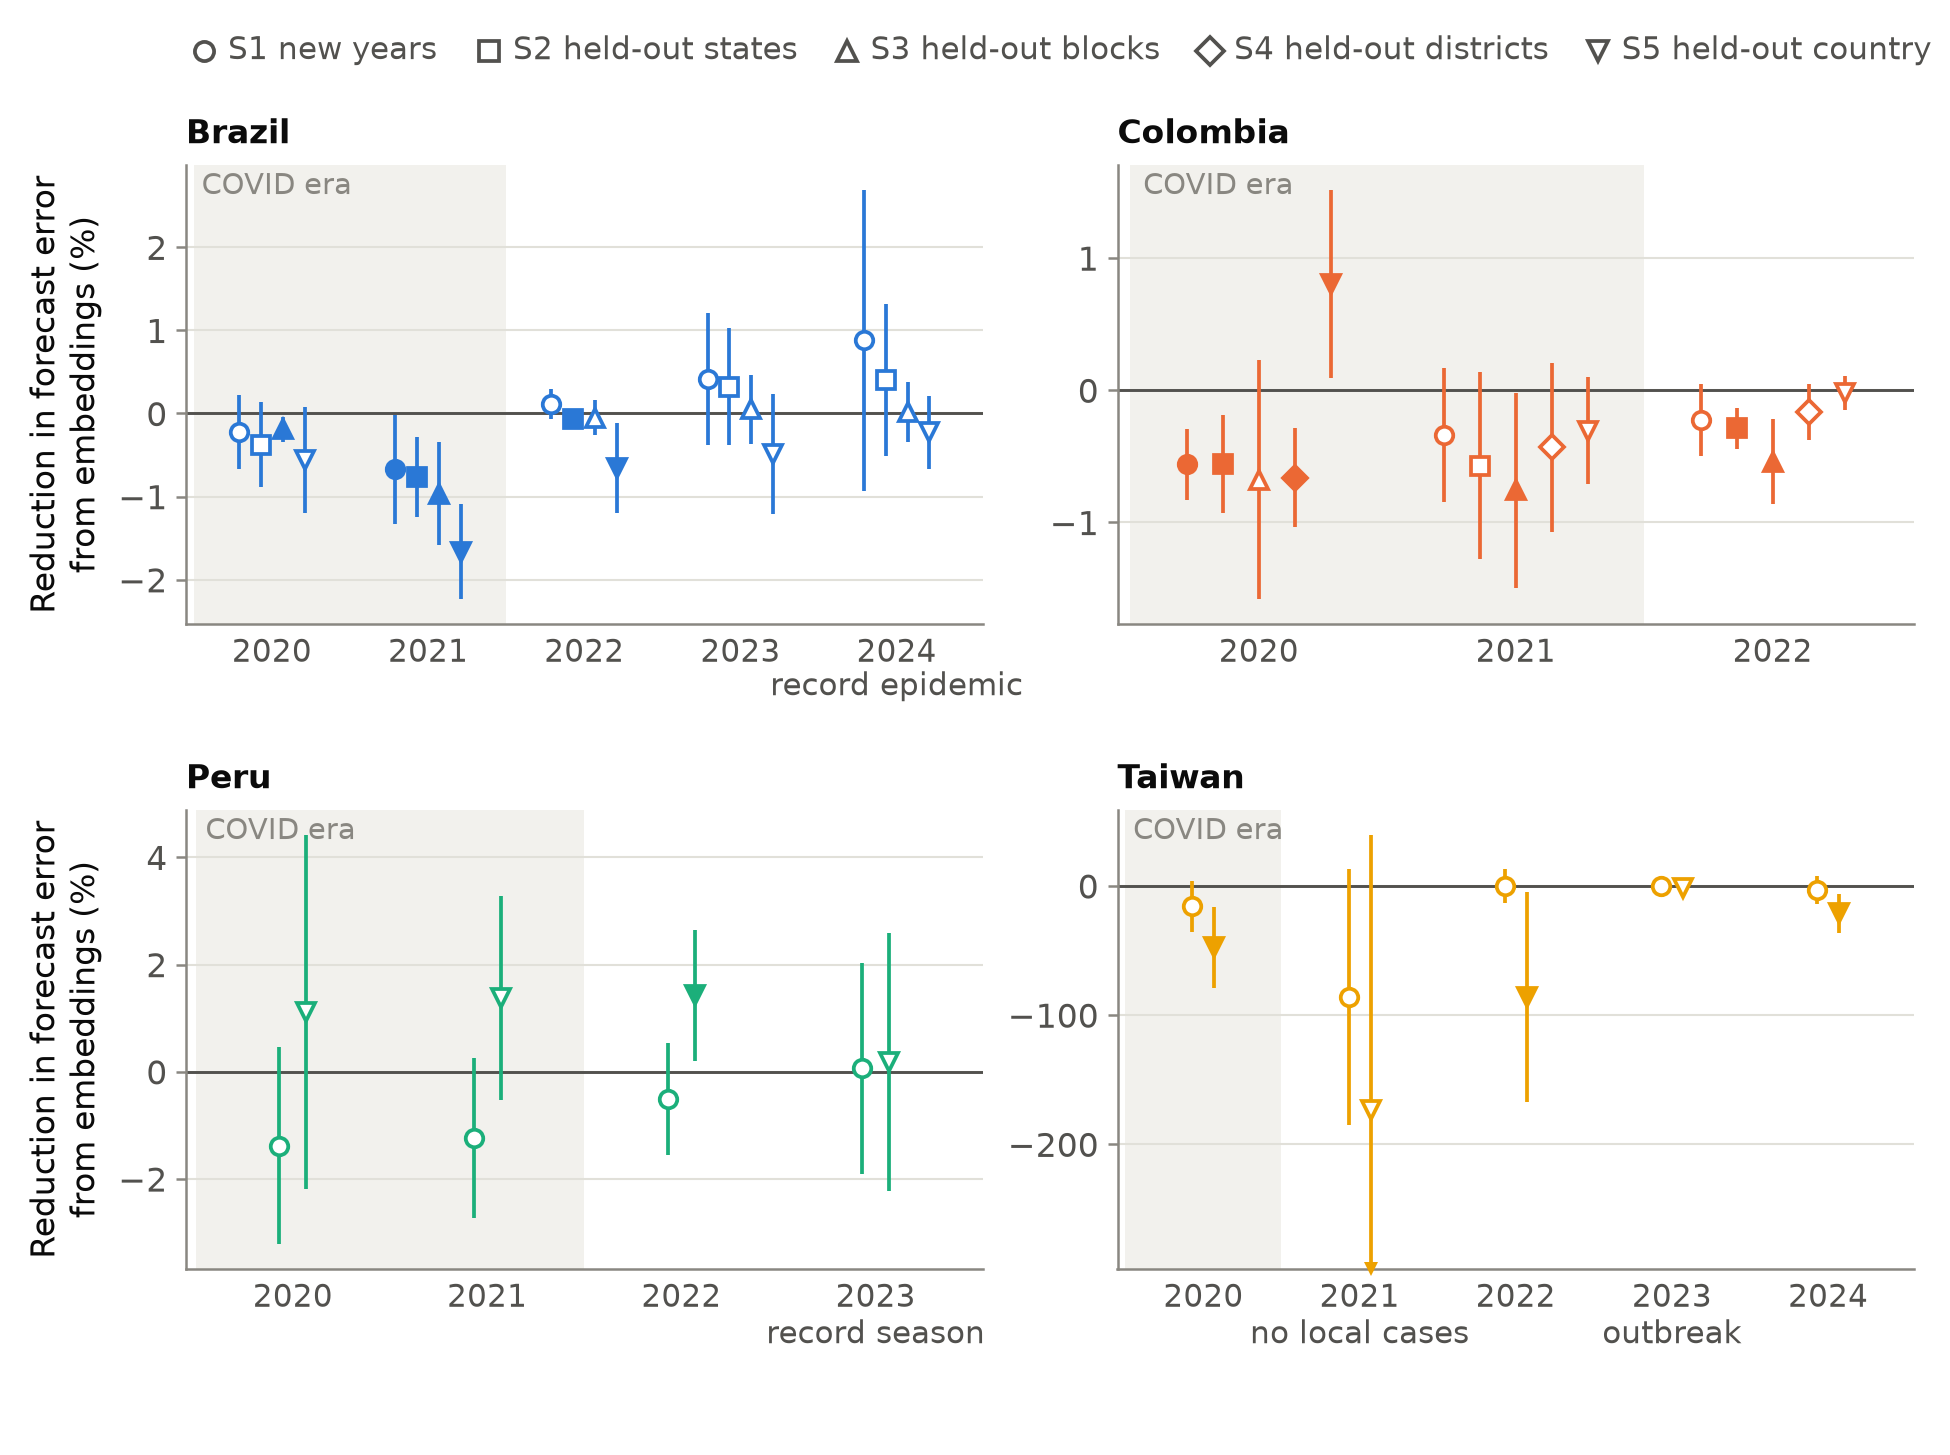 S1 new years S2 held-out states S3 held-out blocks S4 held-out districts S5 held-out country
Brazil
Reduction in forecast error
from embeddings (%)
COVID era
2
1
0
−1
−2
2020 2021 2022 2023 2024
record epidemic
Colombia
COVID era
1
0
−1
2020 2021 2022
Peru
Reduction in forecast error
from embeddings (%)
COVID era
4
2
0
−2
2020 2021 2022 2023
record season
Taiwan
COVID era
0
−100
−200
2020 2021 2022 2023 2024
no local cases outbreak